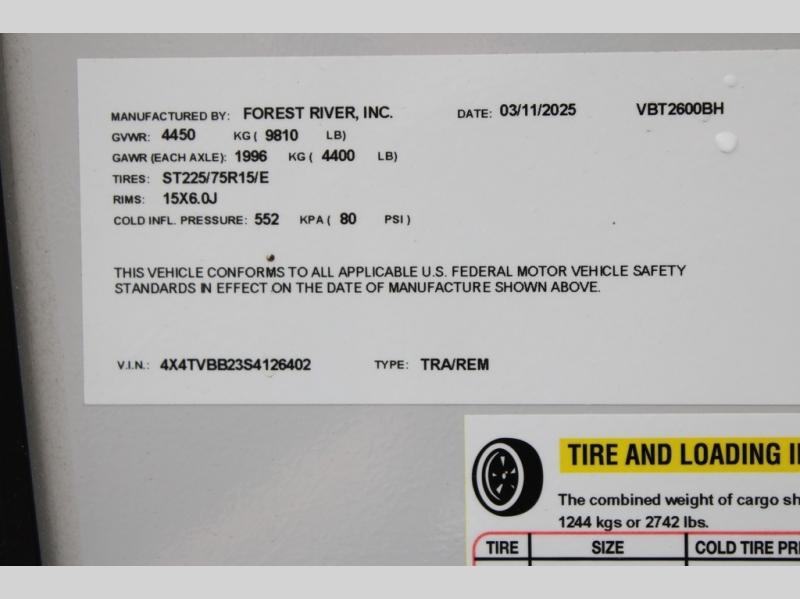 MANUFACTURED BY: FOREST RIVER, INC. DATE: 03/11/2025 VBT2600BH
GVWR: 4450 KG ( 9810 LB)
GAWR (EACH AXLE): 1996 KG ( 4400 LB)
TIRES: ST225/75R15/E
RIMS: 15X6.0J
COLD INFL. PRESSURE: 552 KPA ( 80 PSI )
THIS VEHICLE CONFORMS TO ALL APPLICABLE U.S. FEDERAL MOTOR VEHICLE SAFETY
STANDARDS IN EFFECT ON THE DATE OF MANUFACTURE SHOWN ABOVE.
V.I.N.: 4X4TVBB23S4126402 TYPE: TRA/REM
TIRE AND LOADING
The combined weight of cargo
1244 kgs or 2742 lbs.
TIRE SIZE COLD TIRE